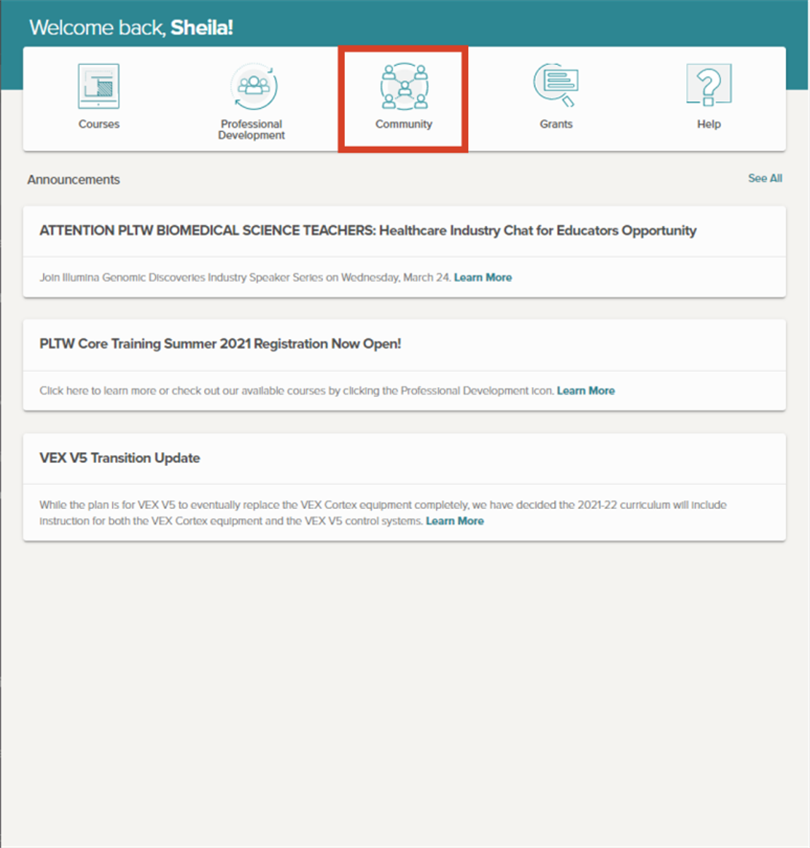 Welcome back, Sheila!
Courses
Professional
Development
Community
Grants
Help
Announcements
See All
ATTENTION PLTW BIOMEDICAL SCIENCE TEACHERS: Healthcare Industry Chat for Educators Opportunity
Join Illumina Genomic Discoveries Industry Speaker Series on Wednesday, March 24. Learn More
PLTW Core Training Summer 2021 Registration Now Open!
Click here to learn more or check out our available courses by clicking the Professional Development icon. Learn More
VEX V5 Transition Update
While the plan is for VEX V5 to eventually replace the VEX Cortex equipment completely, we have decided the 2021-22 curriculum will include
instruction for both the VEX Cortex equipment and the VEX V5 control systems. Learn More